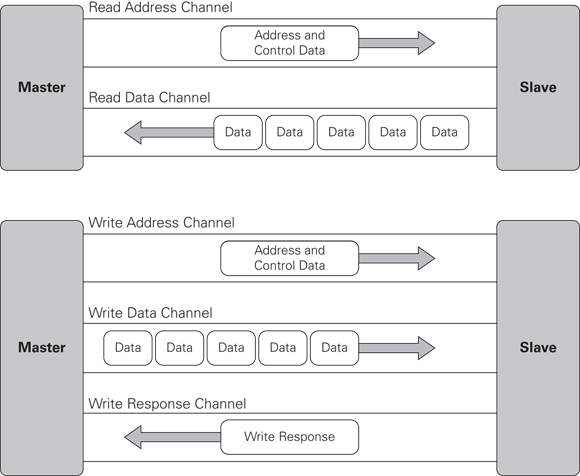 Read Address Channel
Address and
Control Data
Master
Slave
Read Data Channel
Data Data Data Data Data
Write Address Channel
Address and
Control Data
Write Data Channel
Data Data Data Data Data
Master
Slave
Write Response Channel
Write Response